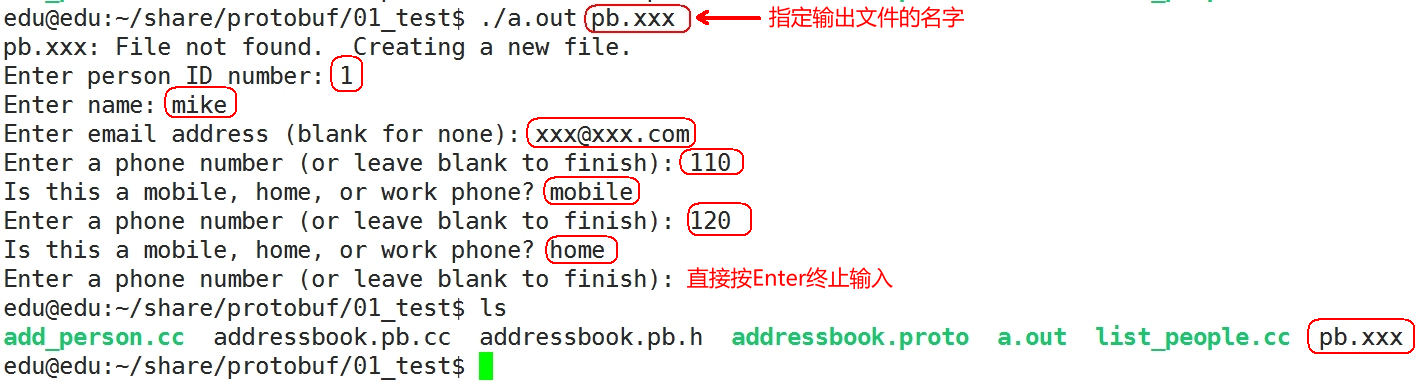 edu@edu:~/share/protobuf/01_test$ ./a.out pb.xxx 指定输出文件的名字
pb.xxx: File not found.  Creating a new file.
Enter person ID number: 1
Enter name: mike
Enter email address (blank for none): xxx@xxx.com
Enter a phone number (or leave blank to finish): 110
Is this a mobile, home, or work phone? mobile
Enter a phone number (or leave blank to finish): 120
Is this a mobile, home, or work phone? home
Enter a phone number (or leave blank to finish): 直接按Enter终止输入
edu@edu:~/share/protobuf/01_test$ ls
add_person.cc  addressbook.pb.cc  addressbook.pb.h  addressbook.proto  a.out  list_people.cc  pb.xxx
edu@edu:~/share/protobuf/01_test$